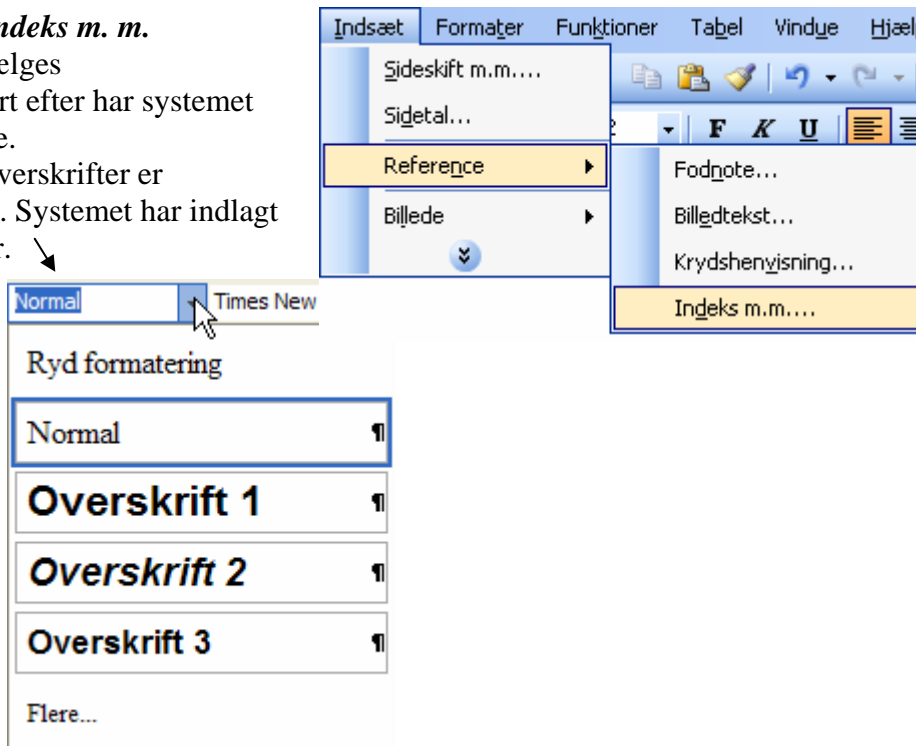 ndeks m. m.
elges
rt efter har systemet
e.
verskrifter er
. Systemet har indlagt
r.
Indsæt Formater Funktioner Tabel Vindue Hjæl
Sideskift m.m....
Sidetal...
F K U
Reference
Billede
Fodnote...
Billedtekst...
Krydshenvisning...
Indeks m.m....
Normal Times New
Ryd formatering
Normal ¶
Overskrift 1 ¶
Overskrift 2 ¶
Overskrift 3 ¶
Flere...